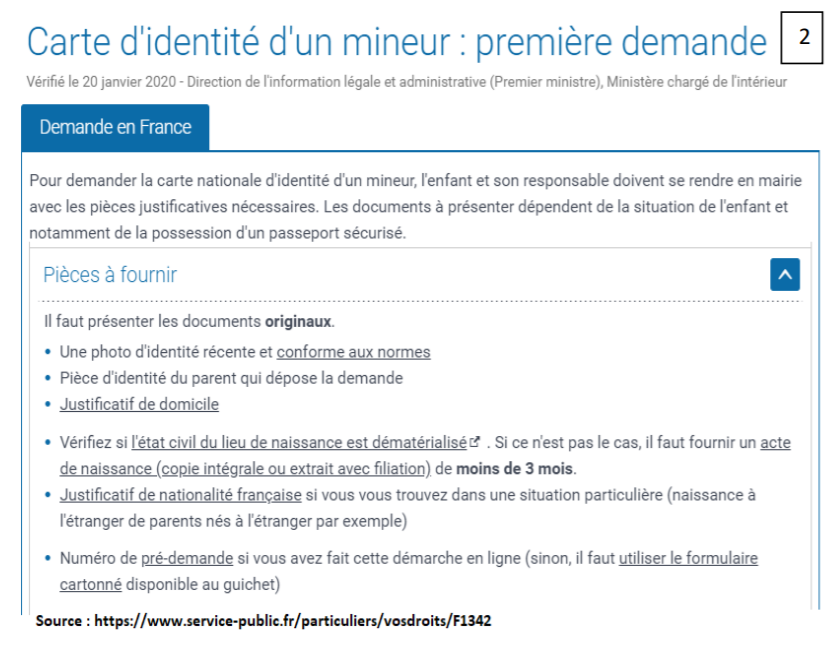 Carte d'identité d'un mineur : première demande
2
Vérifié le 20 janvier 2020 - Direction de l'information légale et administrative (Premier ministre), Ministère chargé de l'intérieur
Demande en France
Pour demander la carte nationale d'identité d'un mineur, l'enfant et son responsable doivent se rendre en mairie
avec les pièces justificatives nécessaires. Les documents à présenter dépendent de la situation de l'enfant et
notamment de la possession d'un passeport sécurisé.
Pièces à fournir
Il faut présenter les documents originaux.
• Une photo d'identité récente et conforme aux normes
• Pièce d'identité du parent qui dépose la demande
• Justificatif de domicile
• Vérifiez si l'état civil du lieu de naissance est dématérialisé . Si ce n'est pas le cas, il faut fournir un acte
de naissance (copie intégrale ou extrait avec filiation) de moins de 3 mois.
• Justificatif de nationalité française si vous vous trouvez dans une situation particulière (naissance à
l'étranger de parents nés à l'étranger par exemple)
• Numéro de pré-demande si vous avez fait cette démarche en ligne (sinon, il faut utiliser le formulaire
cartonné disponible au guichet)
Source : https://www.service-public.fr/particuliers/vosdroits/F1342